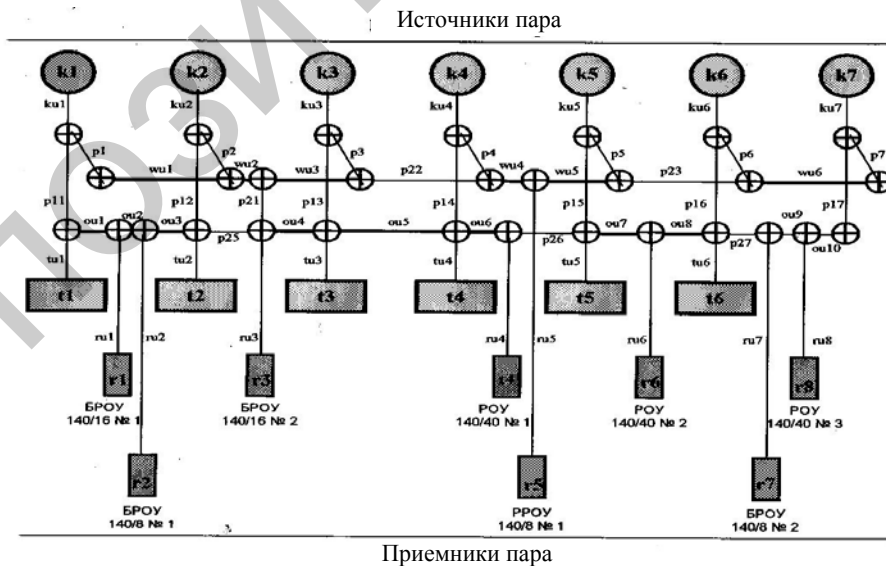 Источники пара
k1 k2 k3 k4 k5 k6 k7
ku1 ku2 ku3 ku4 ku5 ku6 ku7
p1 p2 p3 p4 p5 p6 p7
wu1 wu2 wu3 p22 wu4 wu5 p23 wu6
p11 p12 p21 p13 p14 p15 p16 p17
ou1 ou2 ou3 p25 ou4 ou5 ou6 p26 ou7 ou8 p27 ou9 ou10
tu1 tu2 tu3 tu4 tu5 tu6
t1 t2 t3 t4 t5 t6
ru1 ru2 ru3 ru4 ru5 ru6 ru7 ru8
r1 r3 r4 r6 r8
БРОУ БРОУ РОУ РОУ РОУ
140/16 № 1 140/16 № 2 140/40 № 1 140/40 № 2 140/40 № 3
r2 r5 r7
БРОУ РРОУ БРОУ
140/8 № 1 140/8 № 1 140/8 № 2
Приемники пара